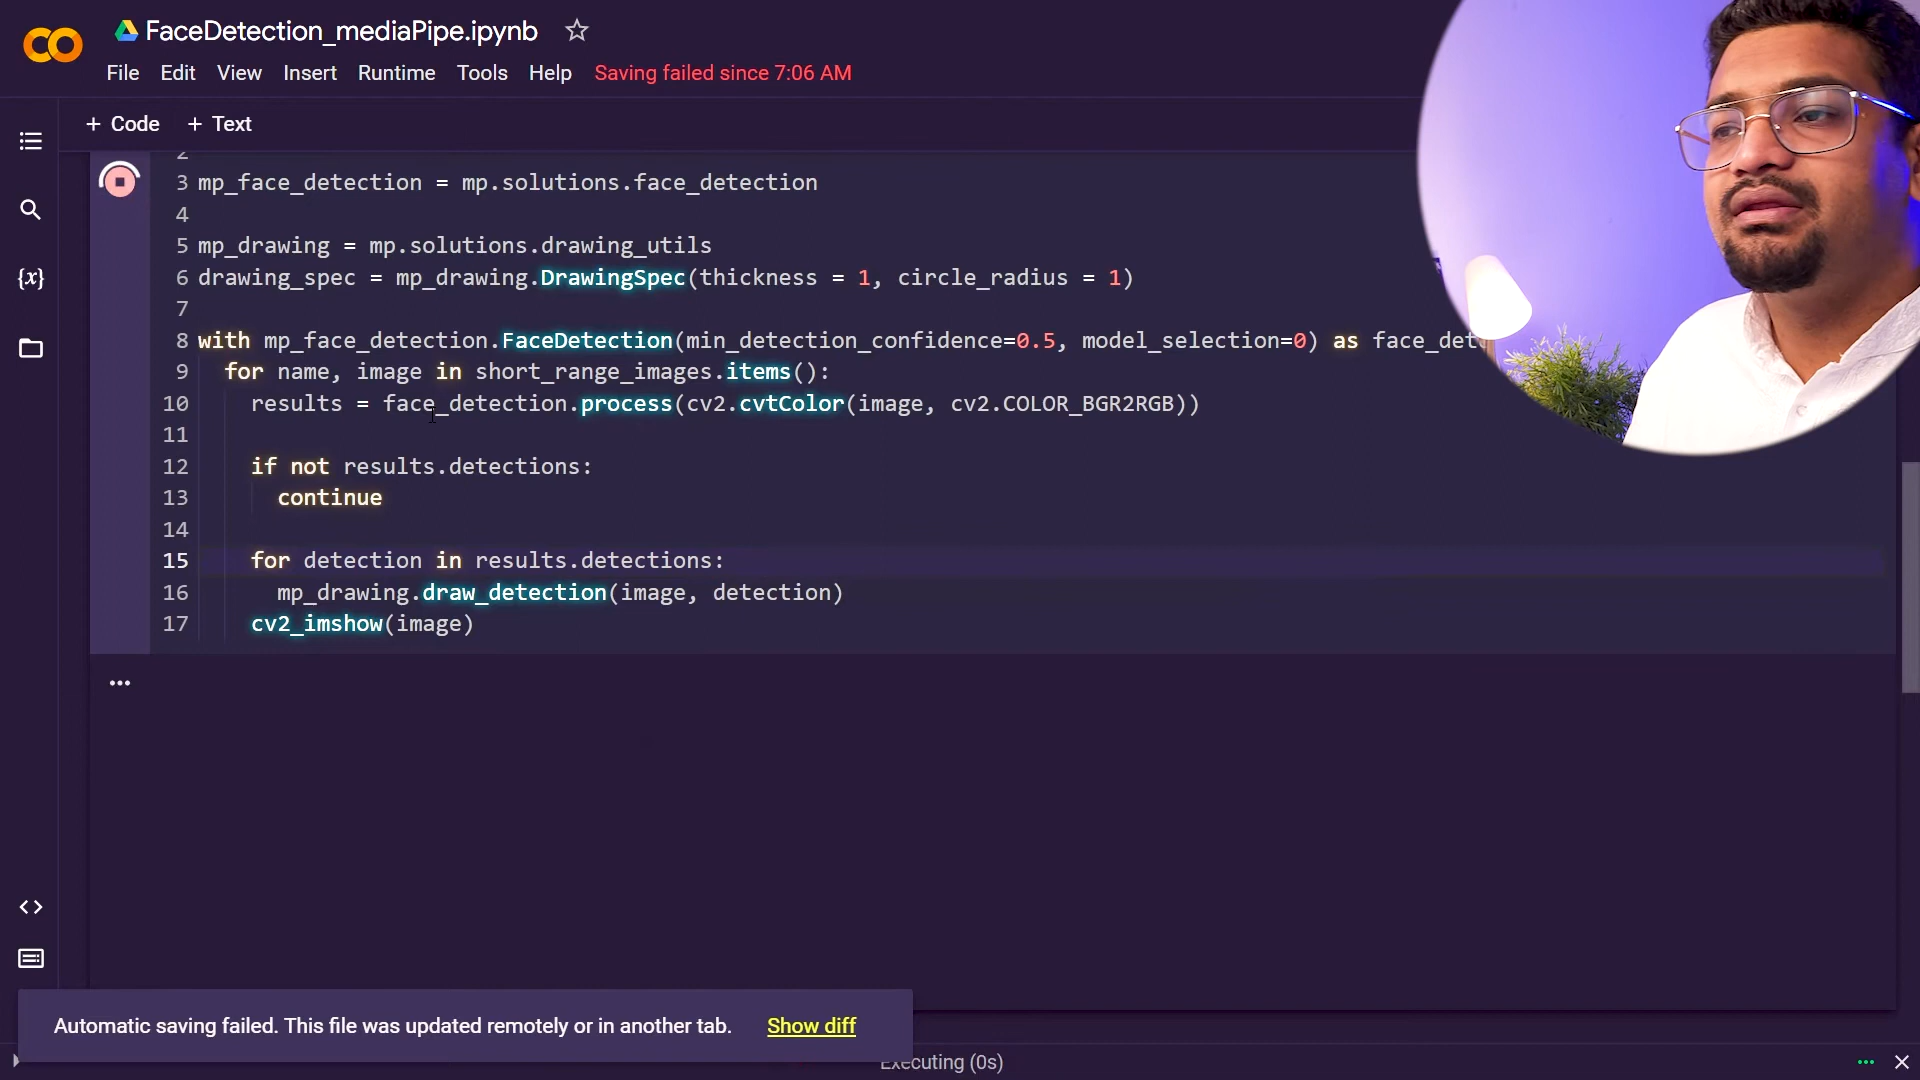 FaceDetection_mediaPipe.ipynb
File Edit View Insert Runtime Tools Help Saving failed since 7:06 AM
+ Code + Text
2
3 mp_face_detection = mp.solutions.face_detection
4
5 mp_drawing = mp.solutions.drawing_utils
6 drawing_spec = mp_drawing.DrawingSpec(thickness = 1, circle_radius = 1)
7
8 with mp_face_detection.FaceDetection(min_detection_confidence=0.5, model_selection=0) as face_det
9 for name, image in short_range_images.items():
10 results = face_detection.process(cv2.cvtColor(image, cv2.COLOR_BGR2RGB))
11
12 if not results.detections:
13 continue
14
15 for detection in results.detections:
16 mp_drawing.draw_detection(image, detection)
17 cv2_imshow(image)
Automatic saving failed. This file was updated remotely or in another tab. Show diff
Executing (0s)